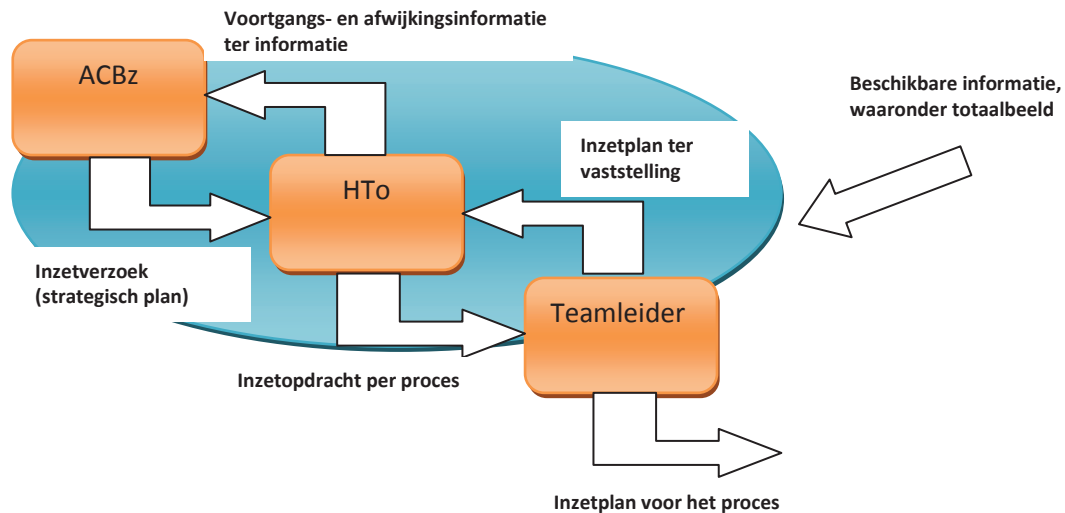 Voortgangs- en afwijkingsinformatie
ter informatie
ACBz
Beschikbare informatie,
waaronder totaalbeeld
Inzetplan ter
vaststelling
HTo
Inzetverzoek
(strategisch plan)
Teamleider
Inzetopdracht per proces
Inzetplan voor het proces